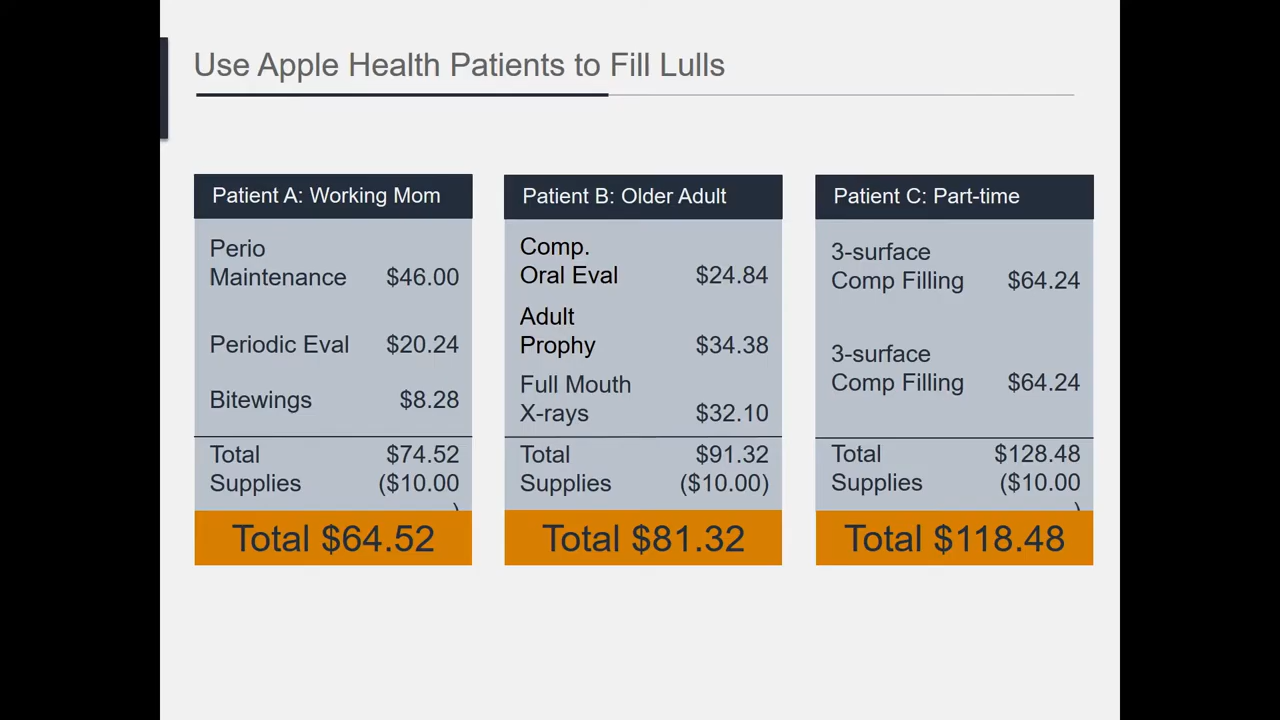 Use Apple Health Patients to Fill Lulls
Patient A: Working Mom
Perio
Maintenance $46.00
Periodic Eval $20.24
Bitewings $8.28
Total $74.52
Supplies ($10.00
)
Total $64.52
Patient B: Older Adult
Comp.
Oral Eval $24.84
Adult
Prophy $34.38
Full Mouth
X-rays $32.10
Total $91.32
Supplies ($10.00)
Total $81.32
Patient C: Part-time
3-surface
Comp Filling $64.24
3-surface
Comp Filling $64.24
Total $128.48
Supplies ($10.00
)
Total $118.48